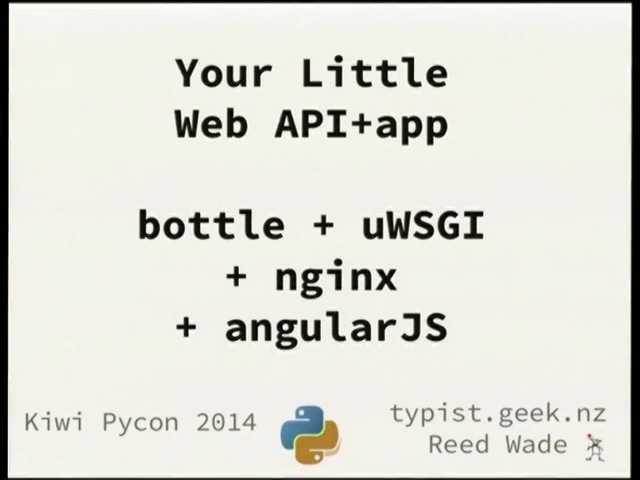 Your Little
Web API+app
bottle + uWSGI
+ nginx
+ angularJS
Kiwi Pycon 2014
typist.geek.nz
Reed Wade